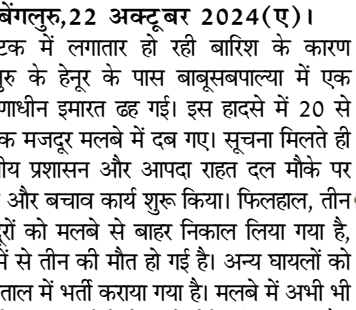 बेंगलुरु,22 अक्टूबर 2024(ए)।
टक में लगातार हो रही बारिश के कारण
रु के हेनूर के पास बाबूसबपाल्या में एक
णाधीन इमारत ढह गई। इस हादसे में 20 से
क मजदूर मलबे में दब गए। सूचना मिलते ही
ीय प्रशासन और आपदा राहत दल मौके पर
और बचाव कार्य शुरू किया। फिलहाल, तीन
रों को मलबे से बाहर निकाल लिया गया है,
में से तीन की मौत हो गई है। अन्य घायलों को
ताल में भर्ती कराया गया है। मलबे में अभी भी